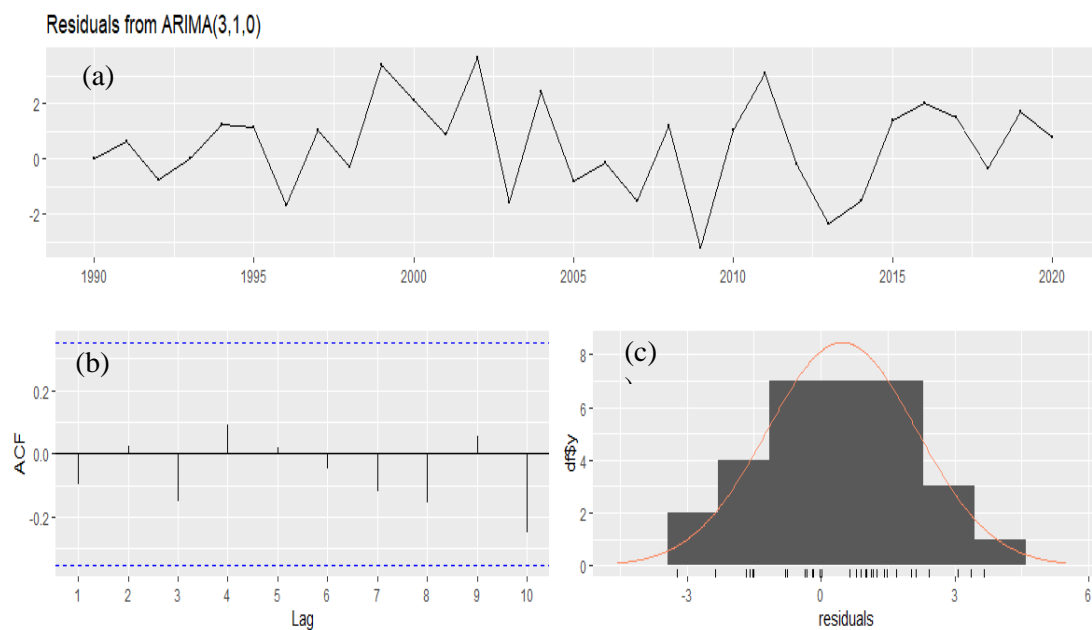 Residuals from ARIMA(3,1,0)
(a)
2
0
-2
1990 1995 2000 2005 2010 2015 2020
(b)
ACF
0.2
0.0
-0.2
1 2 3 4 5 6 7 8 9 10
Lag
(c)
df$y
8
6
4
2
0
-3 0 3 6
residuals